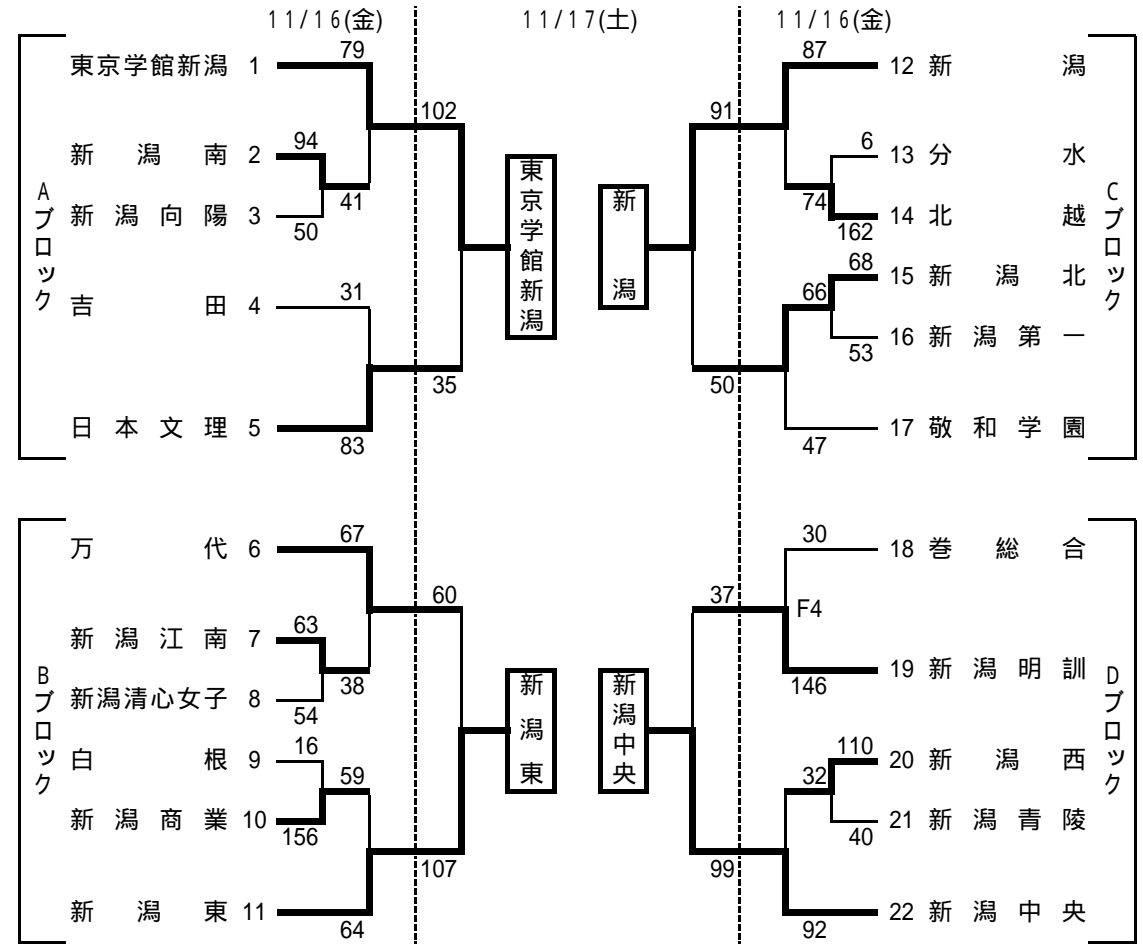 11/16(金) 11/17(土) 11/16(金)
Aブロック
79
東京学館新潟 1
102
94
新潟南 2
41
新潟向陽 3
50
31
吉田 4
35
日本文理 5
83
東京学館新潟
Bブロック
67
万代 6
60
63
新潟江南 7
38
新潟清心女子 8
54
16
白根 9
59
新潟商業 10
156
107
新潟東 11
64
新潟東
Cブロック
87
12 新潟
91
6
13 分水
74
14 北越
162
68
15 新潟北
66
16 新潟第一
53
50
17 敬和学園
47
新潟
Dブロック
30
18 巻総合
37
F4
19 新潟明訓
146
110
20 新潟西
32
21 新潟青陵
40
99
22 新潟中央
92
新潟中央